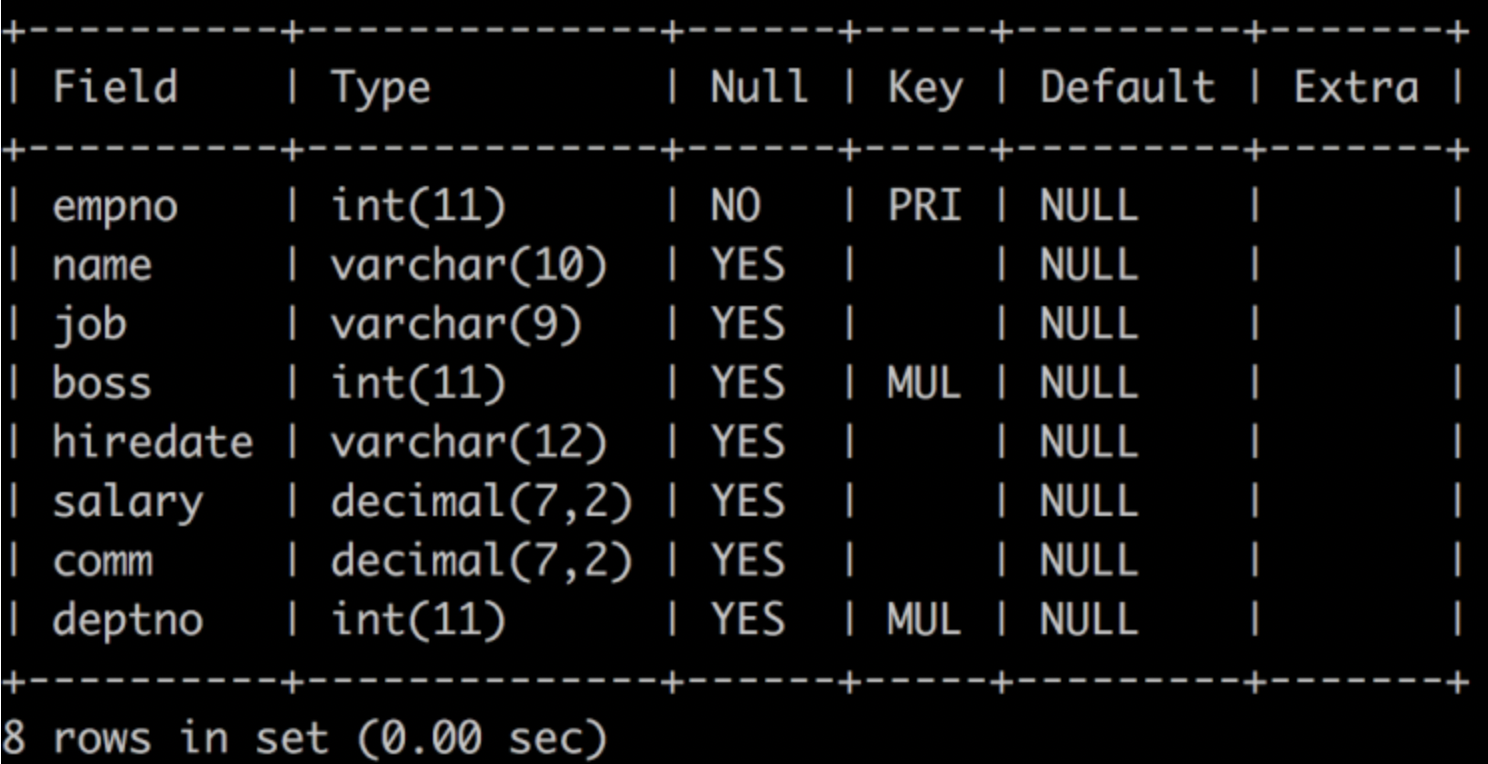 +----------+--------------+------+-----+---------+-------+
| Field    | Type         | Null | Key | Default | Extra |
+----------+--------------+------+-----+---------+-------+
| empno    | int(11)      | NO   | PRI | NULL    |       |
| name     | varchar(10)  | YES  |     | NULL    |       |
| job      | varchar(9)   | YES  |     | NULL    |       |
| boss     | int(11)      | YES  | MUL | NULL    |       |
| hiredate | varchar(12)  | YES  |     | NULL    |       |
| salary   | decimal(7,2) | YES  |     | NULL    |       |
| comm     | decimal(7,2) | YES  |     | NULL    |       |
| deptno   | int(11)      | YES  | MUL | NULL    |       |
+----------+--------------+------+-----+---------+-------+
8 rows in set (0.00 sec)